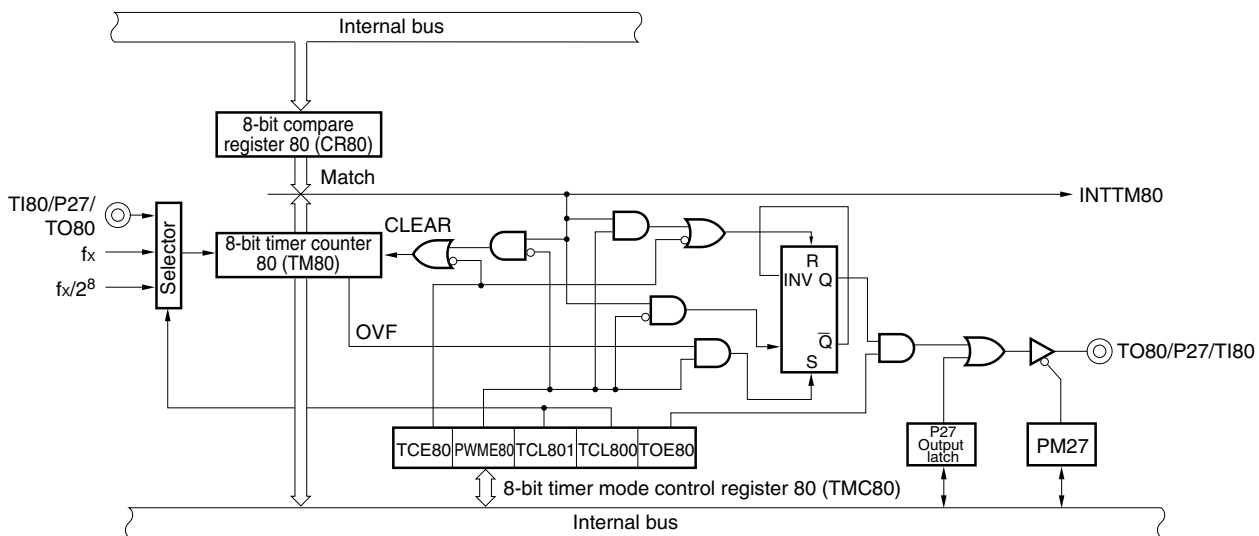 Internal bus
8-bit compare
register 80 (CR80)
Match
INTTM80
TI80/P27/
TO80
fX
fX/2⁸
Selector
8-bit timer counter
80 (TM80)
CLEAR
OVF
R
INV Q
Q̅
S
TO80/P27/TI80
TCE80 PWME80 TCL801 TCL800 TOE80
P27
Output
latch
PM27
8-bit timer mode control register 80 (TMC80)
Internal bus